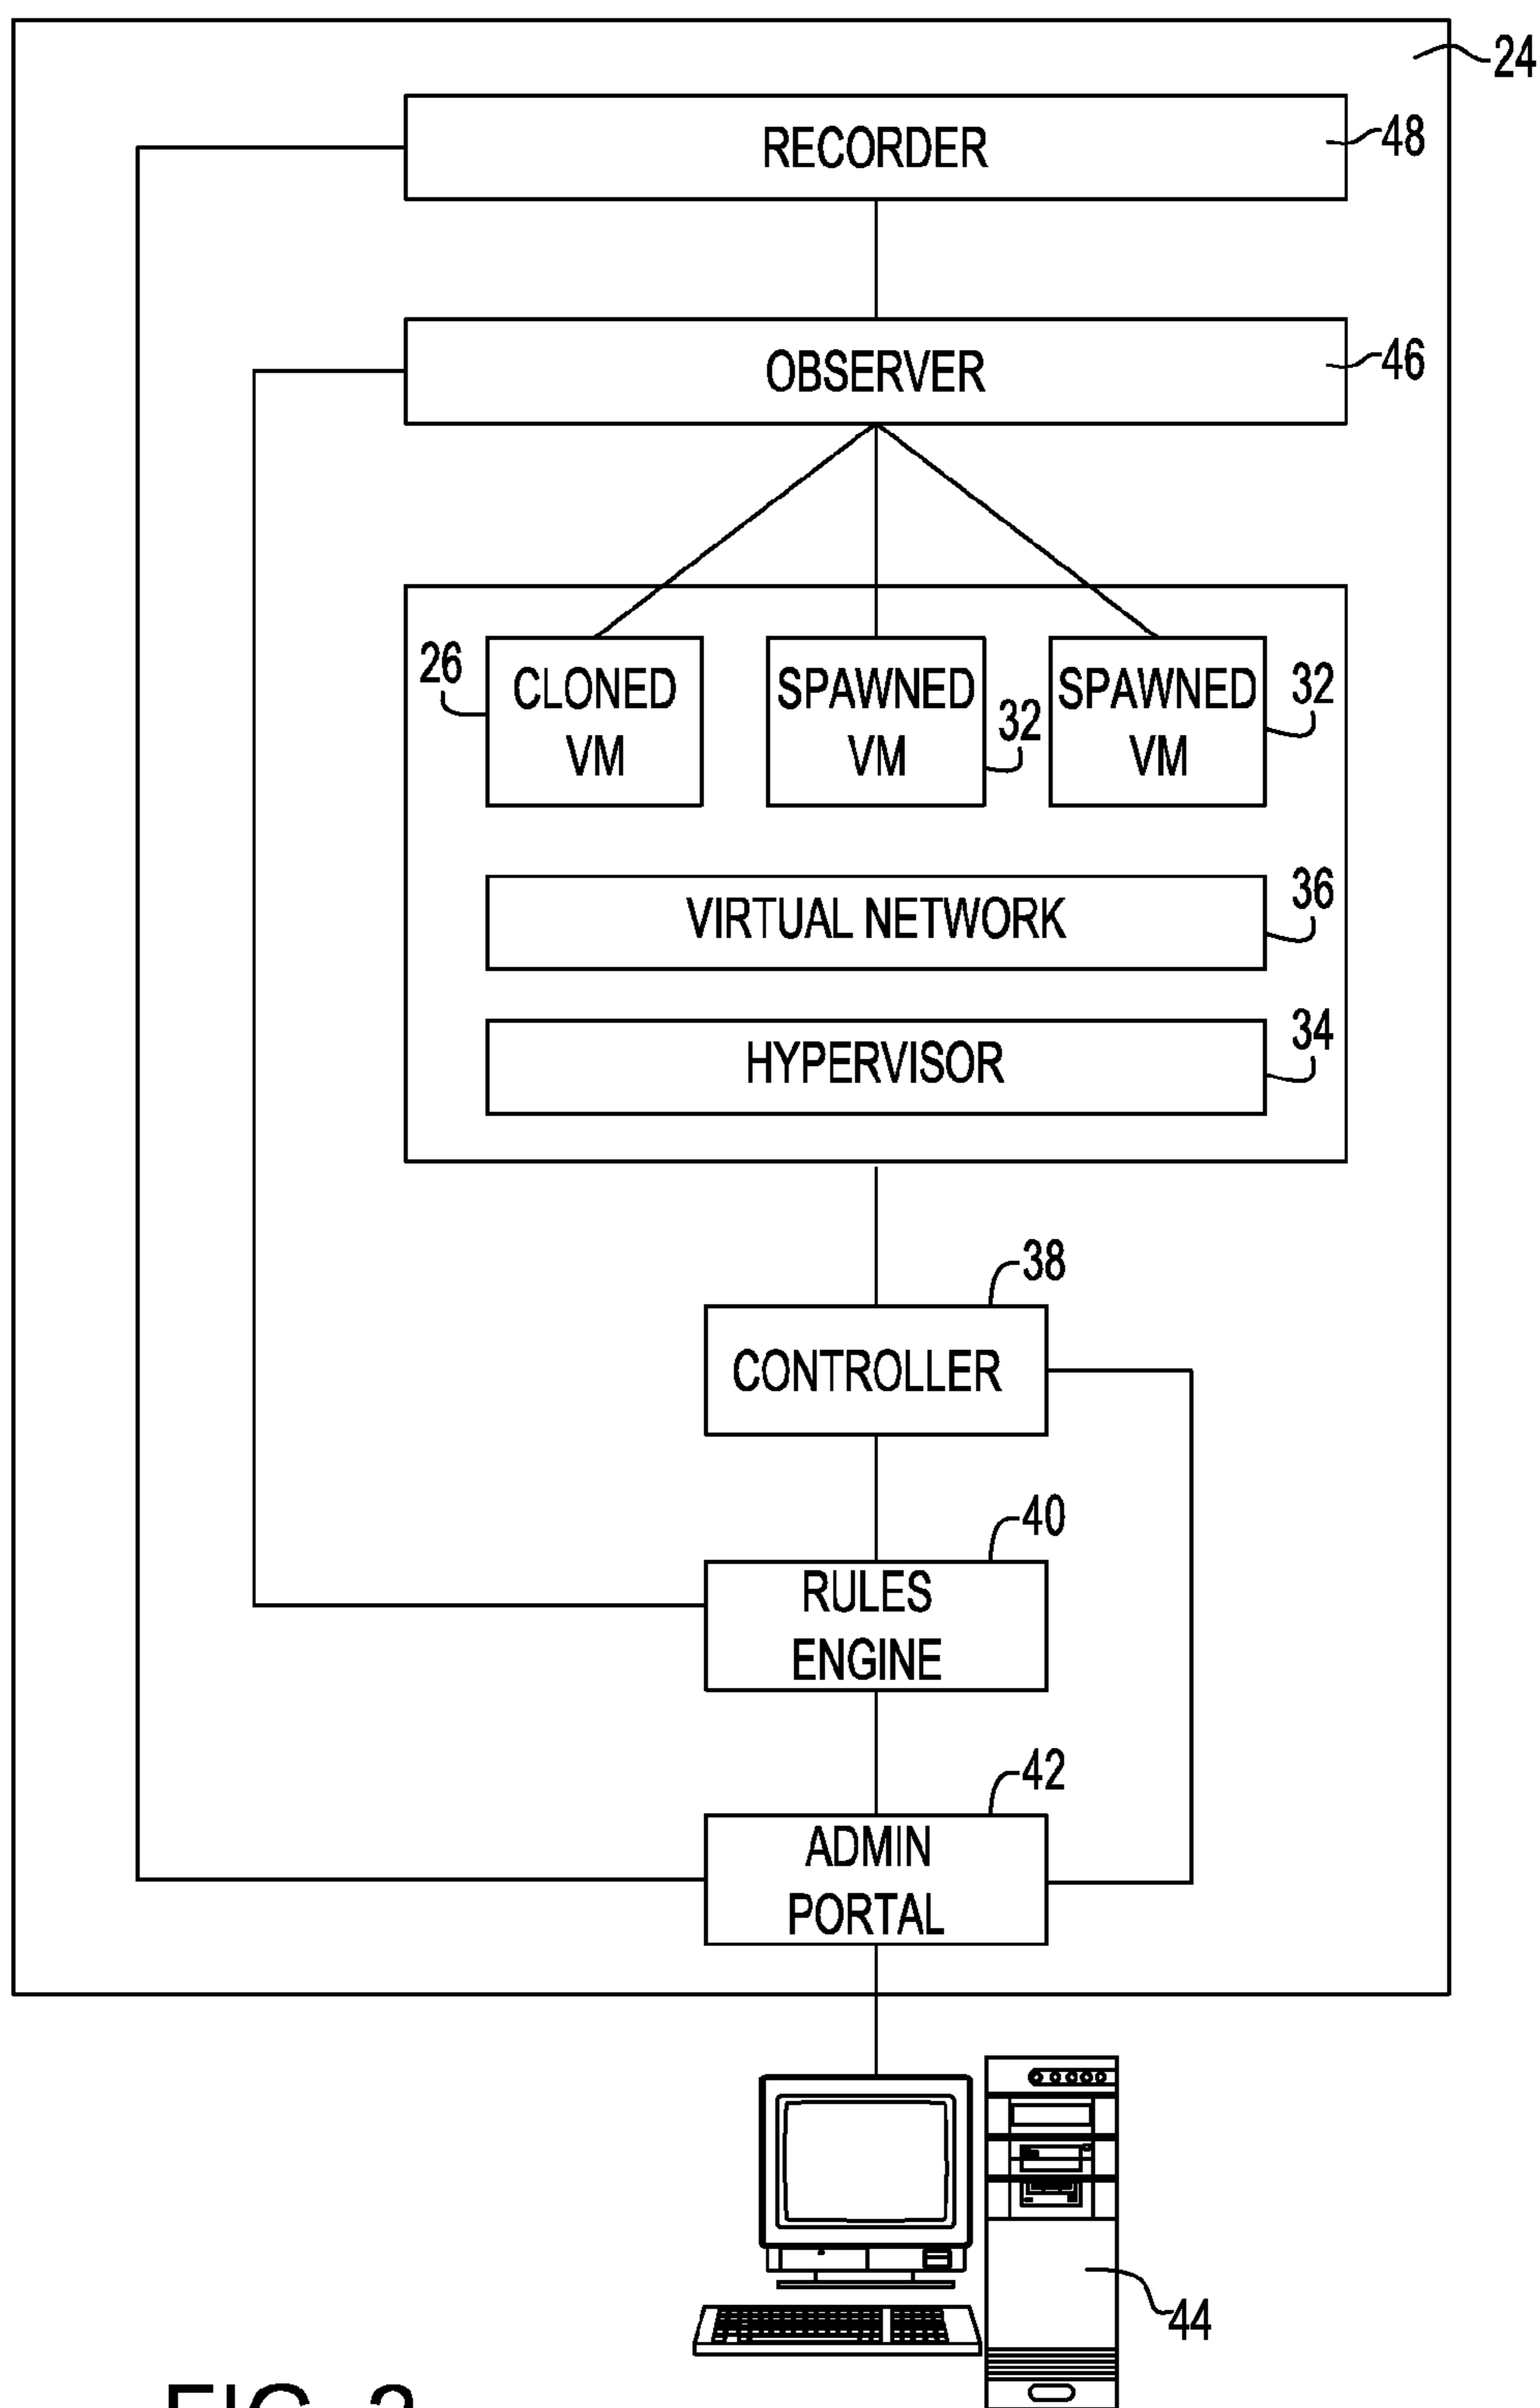 24
RECORDER
48
OBSERVER
46
26
CLONED
VM
SPAWNED
VM
32
SPAWNED
VM
32
VIRTUAL NETWORK
36
HYPERVISOR
34
38
CONTROLLER
40
RULES
ENGINE
42
ADMIN
PORTAL
44